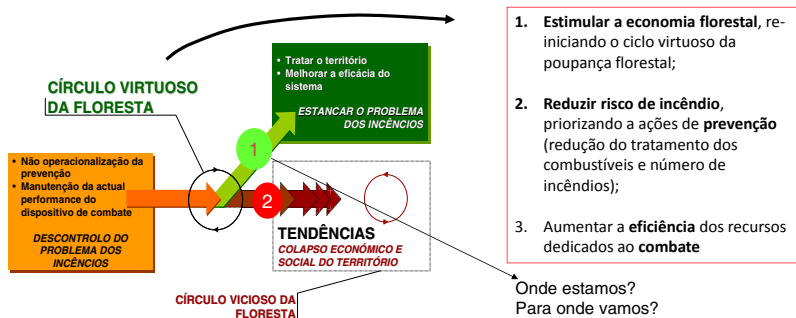 CÍRCULO VIRTUOSO
DA FLORESTA
• Tratar o território
• Melhorar a eficácia do
sistema
ESTANCAR O PROBLEMA
DOS INCÊNCIOS
• Não operacionalização da
prevenção
• Manutenção da actual
performance do
dispositivo de combate
DESCONTROLO DO
PROBLEMA DOS
INCÊNCIOS
1
2
TENDÊNCIAS
COLAPSO ECONÓMICO E
SOCIAL DO TERRITÓRIO
CÍRCULO VICIOSO DA
FLORESTA
1. Estimular a economia florestal, re-
iniciando o ciclo virtuoso da
poupança florestal;
2. Reduzir risco de incêndio,
priorizando a ações de prevenção
(redução do tratamento dos
combustíveis e número de
incêndios);
3. Aumentar a eficiência dos recursos
dedicados ao combate
Onde estamos?
Para onde vamos?